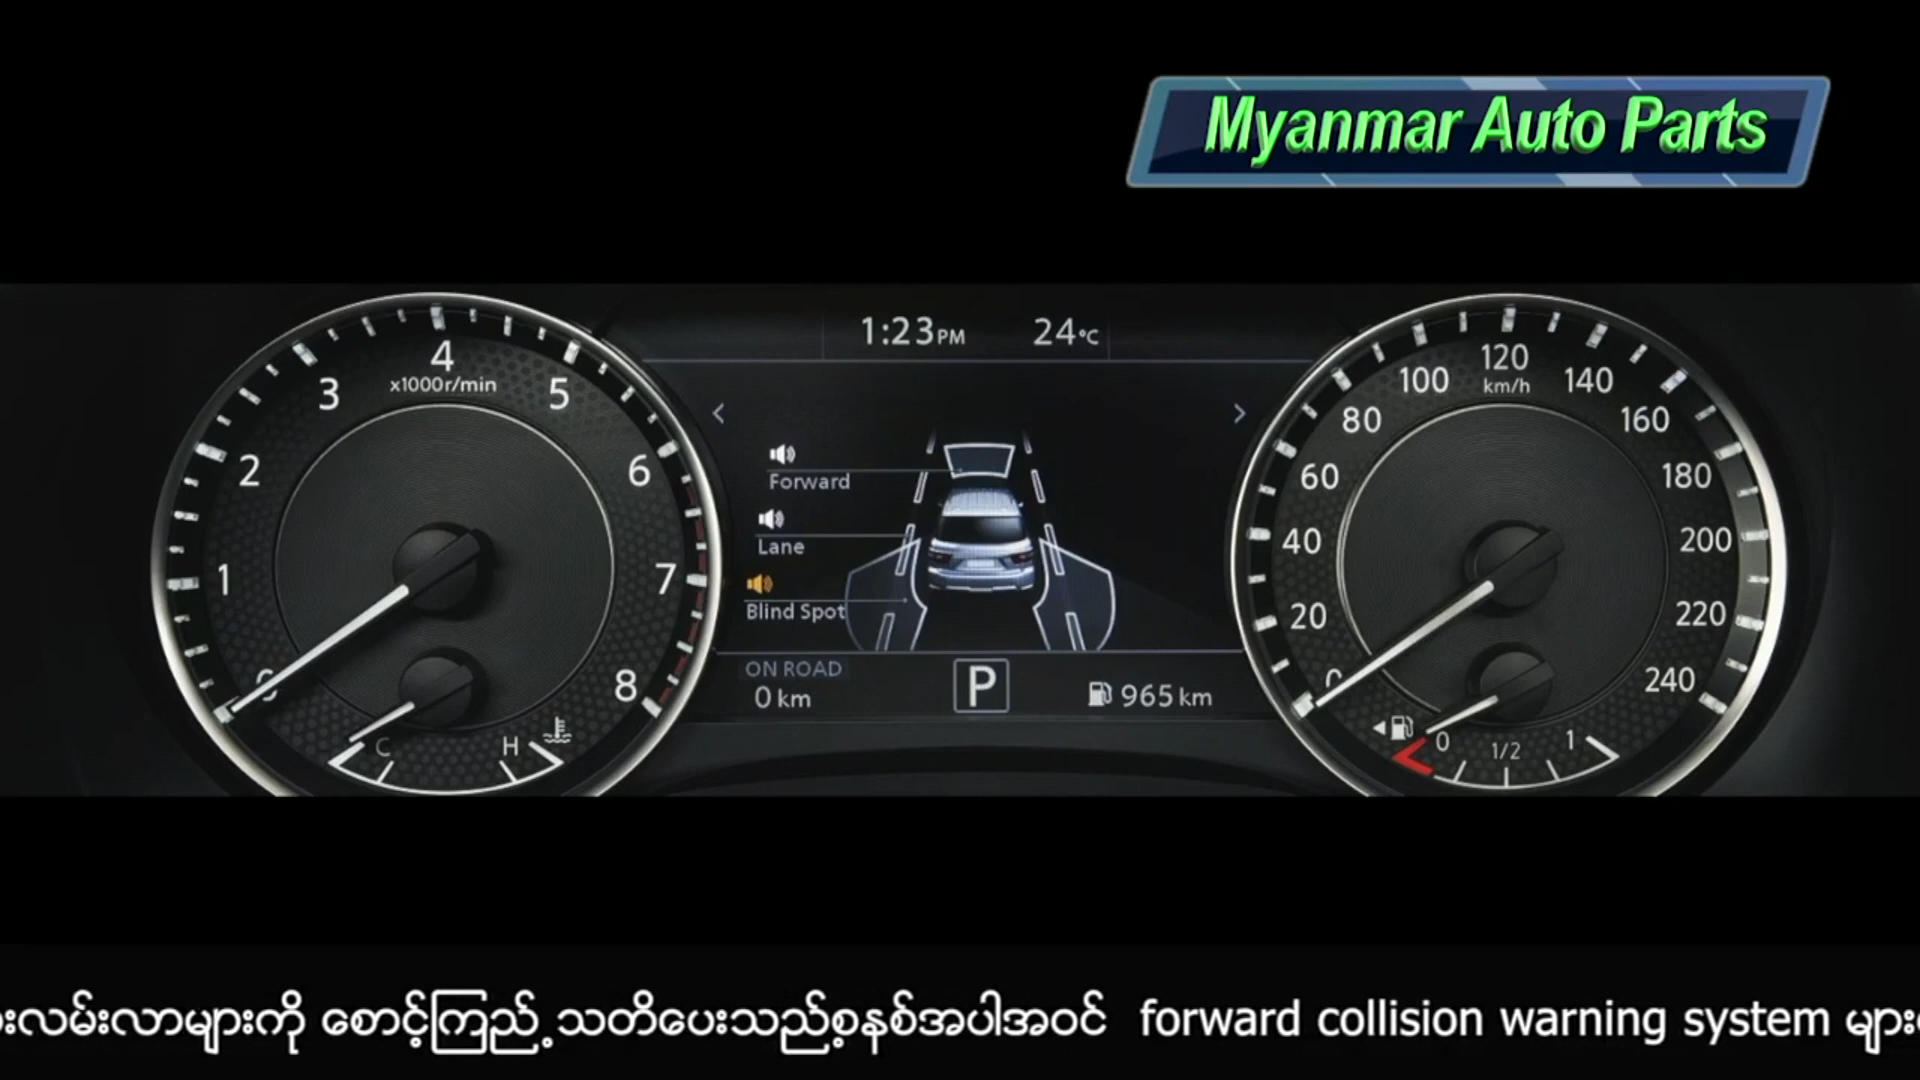 Myanmar Auto Parts
1:23PM 24°C
4
x1000r/min
3 5
2 6
1 7
0 8
C H
Forward
Lane
Blind Spot
ON ROAD
0 km P 965 km
120
km/h
100 140
80 160
60 180
40 200
20 220
0 240
0 1/2 1
းလမ်းလာများကို စောင့်ကြည့် သတိပေးသည့်စနစ်အပါအဝင် forward collision warning system များ